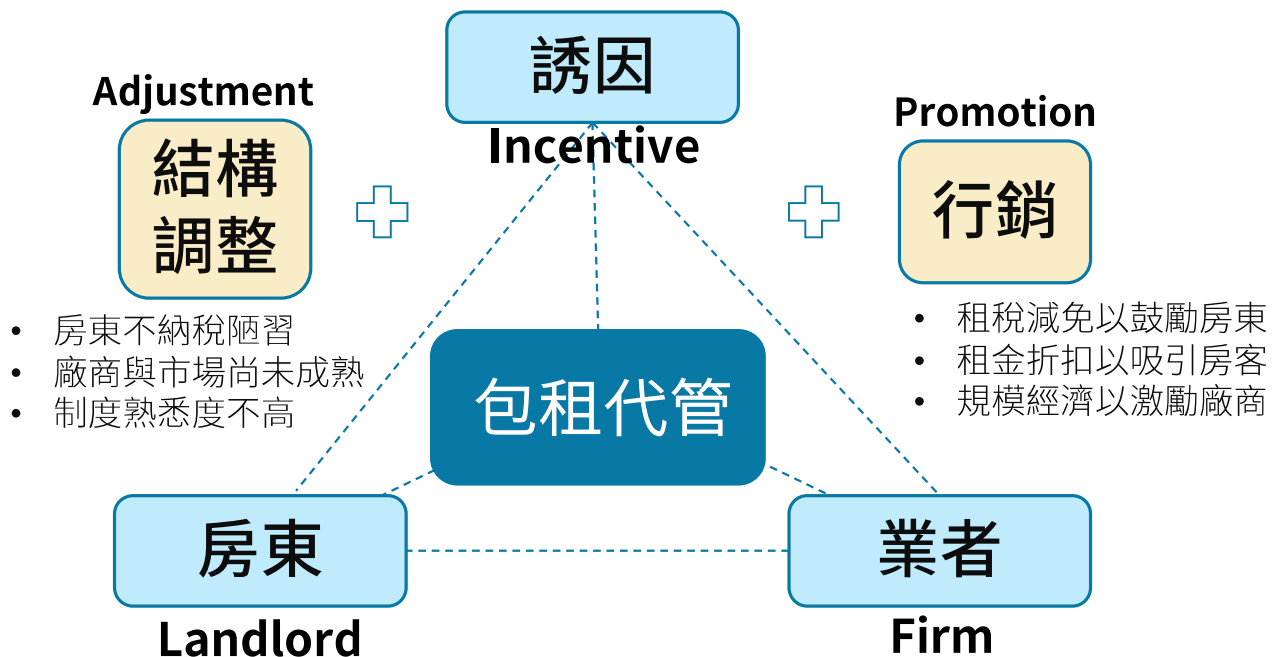 誘因
Incentive
Adjustment
結構
調整
• 房東不納稅陋習
• 廠商與市場尚未成熟
• 制度熟悉度不高
Promotion
行銷
• 租稅減免以鼓勵房東
• 租金折扣以吸引房客
• 規模經濟以激勵廠商
包租代管
房東
Landlord
業者
Firm